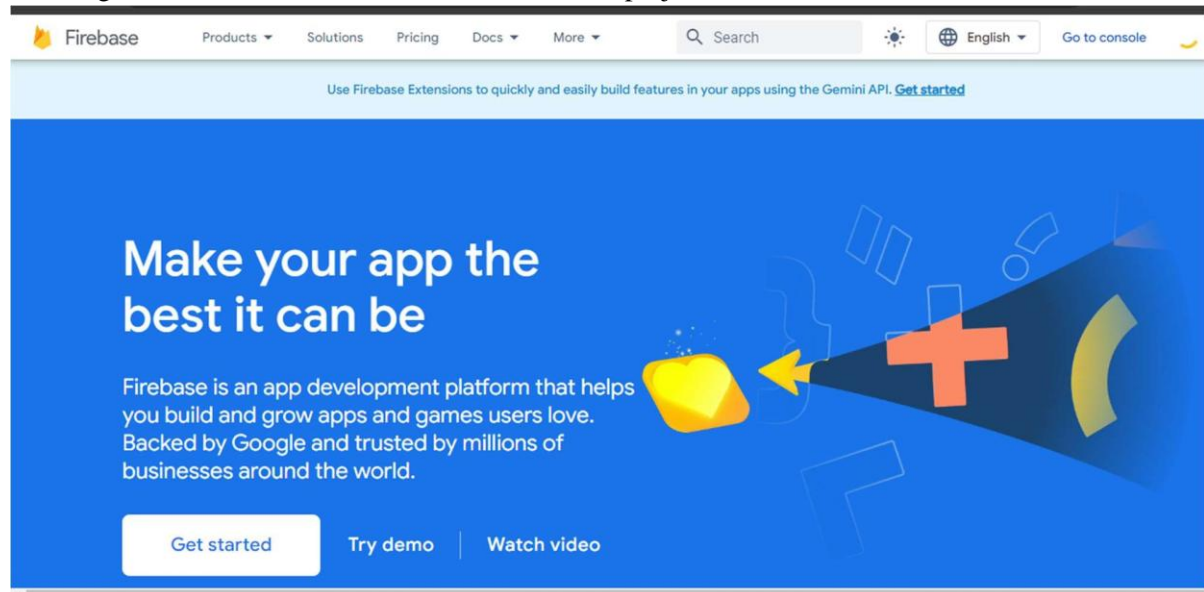 Firebase
Products
Solutions
Pricing
Docs
More
Search
English
Go to console
Use Firebase Extensions to quickly and easily build features in your apps using the Gemini API. Get started
Make your app the
best it can be
Firebase is an app development platform that helps
you build and grow apps and games users love.
Backed by Google and trusted by millions of
businesses around the world.
Get started
Try demo
Watch video